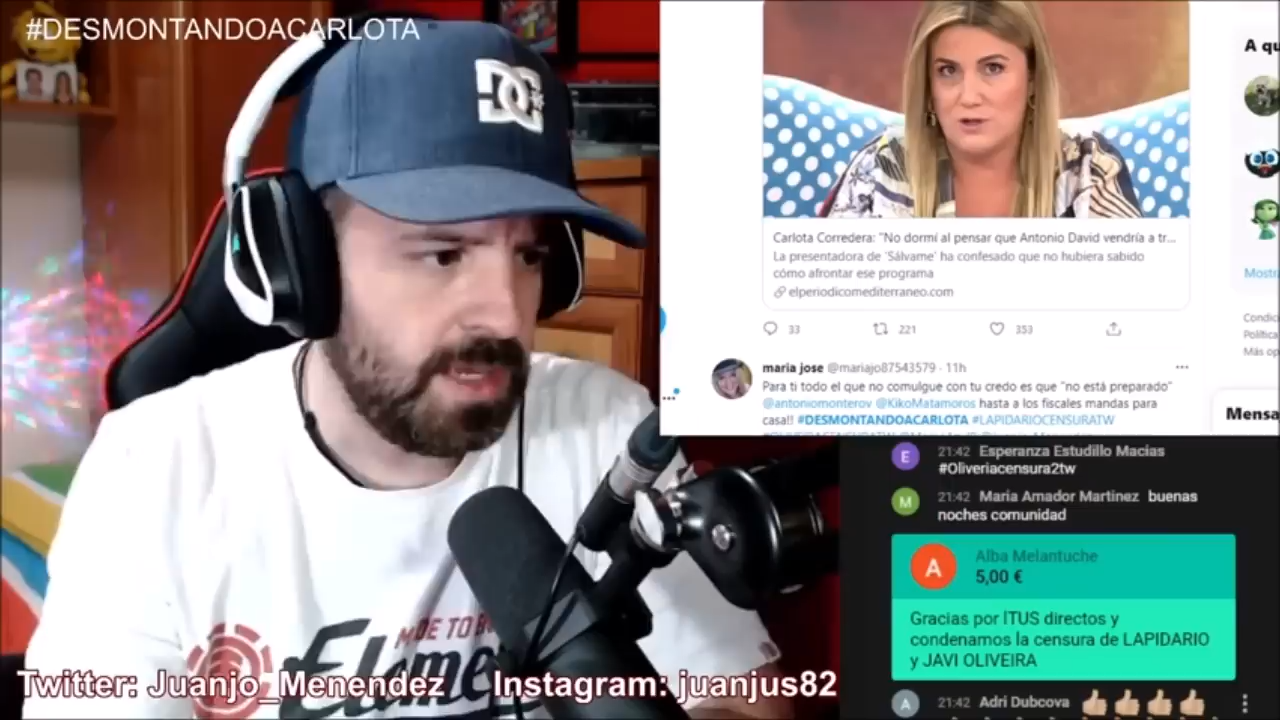 #DESMONTANDOACARLOTA
A qu
Carlota Corredera: "No dormí al pensar que Antonio David vendría a tr...
La presentadora de 'Sálvame' ha confesado que no hubiera sabido
cómo afrontar ese programa
elperiodicomediterraneo.com
33 221 353
Mostr
Condic
Política
Más op
maria jose @mariajo87543579 · 11h
Para ti todo el que no comulgue con tu credo es que "no está preparado"
@antoniomonterov @KikoMatamoros hasta a los fiscales mandas para
casa!! #DESMONTANDOACARLOTA #LAPIDARIOCENSURATW
Mensa
E 21:42 Esperanza Estudillo Macias
#Oliveriacensura2tw
M 21:42 Maria Amador Martinez buenas
noches comunidad
A Alba Melantuche
5,00 €
Gracias por lTUS directos y
condenamos la censura de LAPIDARIO
y JAVI OLIVEIRA
A 21:42 Adri Dubcova
DC
MADE TO
Eleme
Twitter: Juanjo_Menendez Instagram: juanjus82